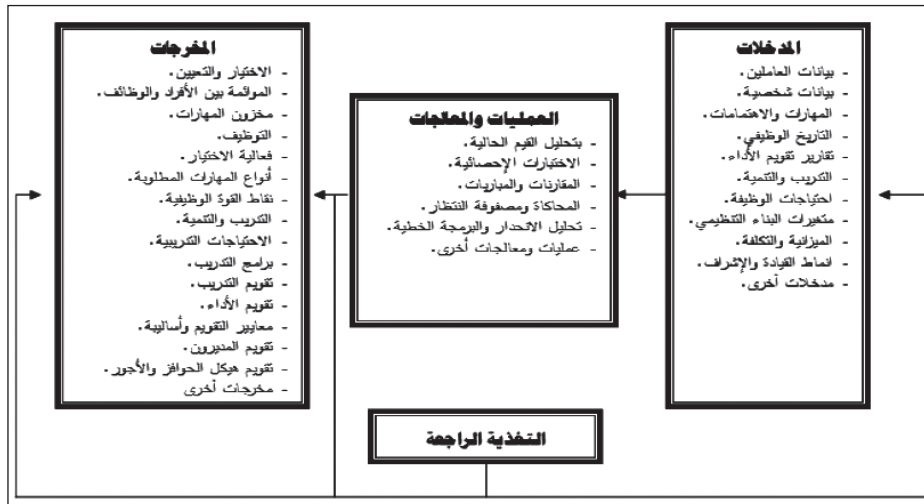 المدخلات
- بيانات العاملين.
- بيانات شخصية.
- المهارات والاهتمامات.
- التاريخ الوظيفي.
- تقارير تقويم الأداء.
- التدريب والتنمية.
- احتياجات الوظيفة.
- متغيرات البناء التنظيمي.
- الميزانية والتكلفة.
- انماط القيادة والإشراف.
- مدخلات أخرى.
العمليات والمعالجات
- بتحليل القيم الحالية.
- الاختبارات الإحصائية.
- المقارنات والمباريات.
- المحاكاة ومصفوفة النتظار.
- تحليل الانحدار والبرمجة الخطية.
- عمليات ومعالجات أخرى.
المخرجات
- الاختيار والتعيين.
- الموائمة بين الأفراد والوظائف.
- مخزون المهارات.
- التوظيف.
- فعالية الاختيار.
- أنواع المهارات المطلوبة.
- نقاط القوة الوظيفية.
- التدريب والتنمية.
- الاحتياجات التدريبية.
- برامج التدريب.
- تقويم التدريب.
- تقويم الأداء.
- معايير التقويم وأساليبة.
- تقويم المديرون.
- تقويم هيكل الحوافز والأجور.
- مخرجات أخرى
التغذية الراجعة